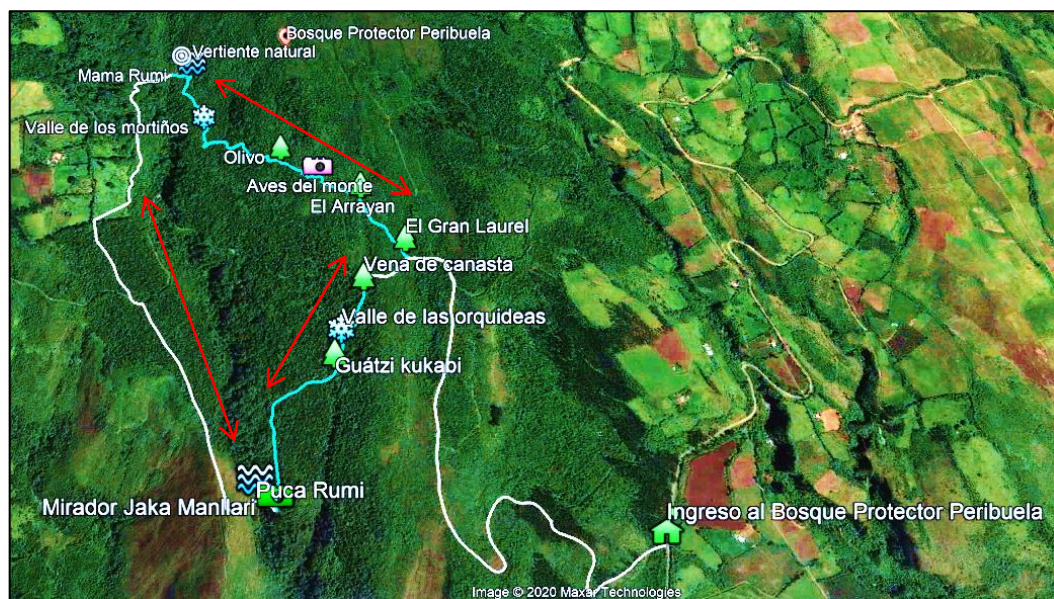 Bosque Protector Peribuela
Vertiente natural
Mama Rumi
Valle de los mortiños
Olivo
Aves del monte
El Arrayan
El Gran Laurel
Vena de canasta
Valle de las orquideas
Guátzi kukabi
Puca Rumi
Mirador Jaka Manllari
Ingreso al Bosque Protector Peribuela
Image © 2020 Maxar Technologies